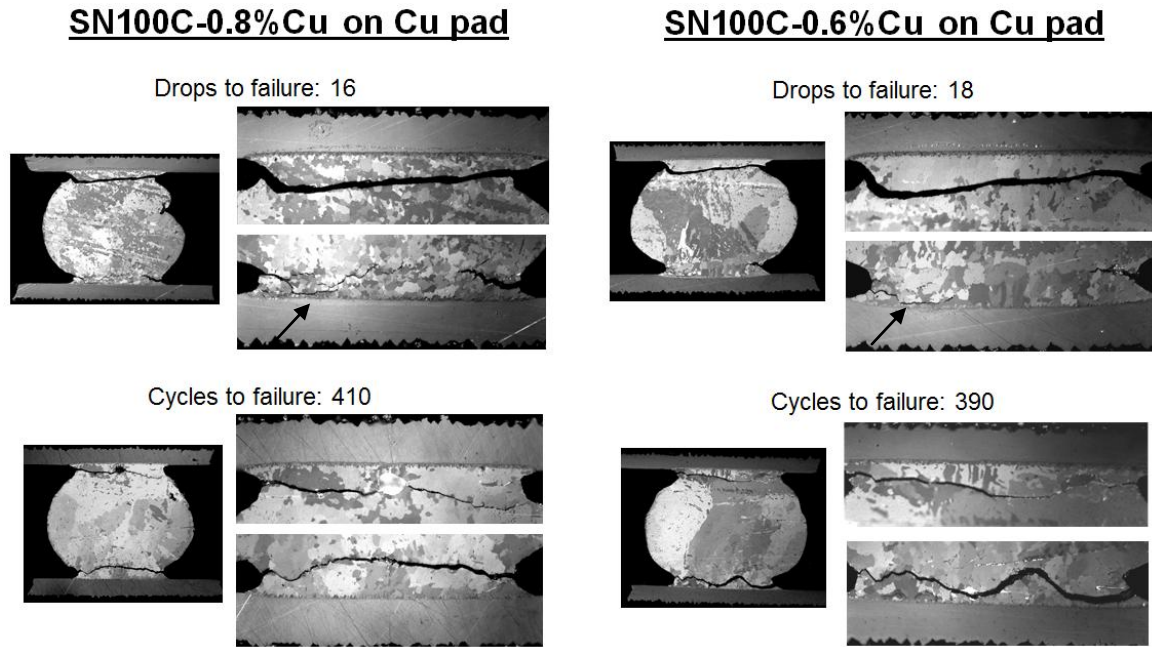 SN100C-0.8%Cu on Cu pad
SN100C-0.6%Cu on Cu pad
Drops to failure: 16
Drops to failure: 18
Cycles to failure: 410
Cycles to failure: 390